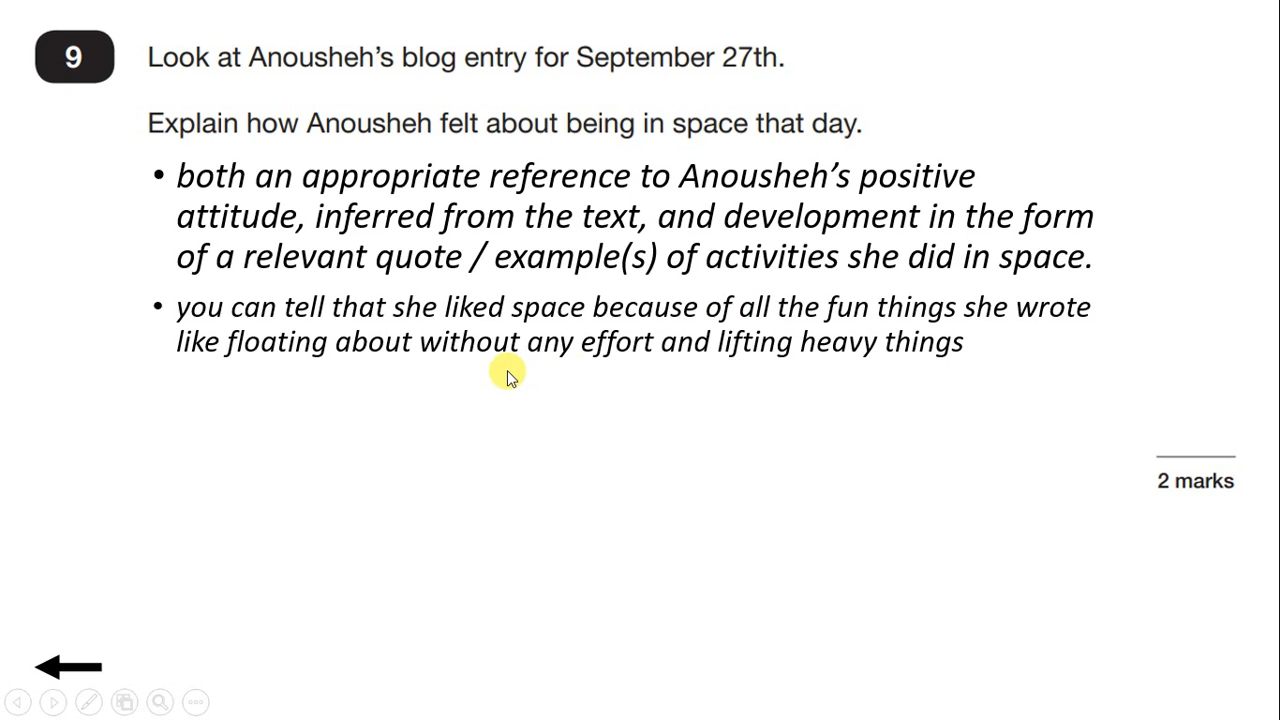 9
Look at Anousheh’s blog entry for September 27th.
Explain how Anousheh felt about being in space that day.
• both an appropriate reference to Anousheh’s positive
attitude, inferred from the text, and development in the form
of a relevant quote / example(s) of activities she did in space.
• you can tell that she liked space because of all the fun things she wrote
like floating about without any effort and lifting heavy things
2 marks